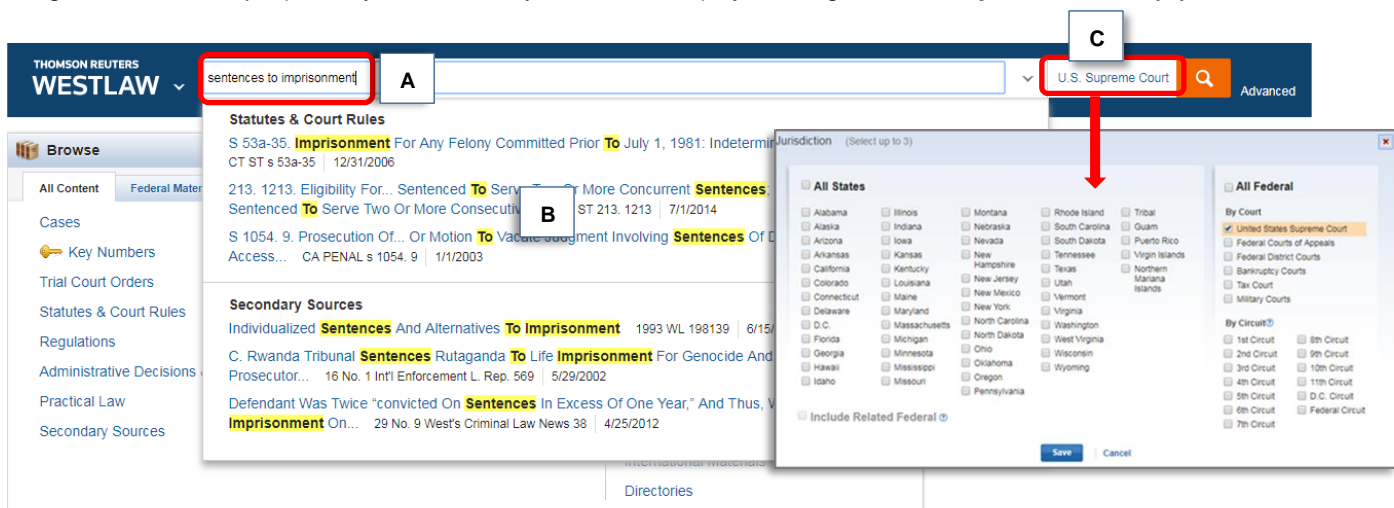 C
THOMSON REUTERS
WESTLAW
sentences to imprisonment
A
U.S. Supreme Court
Advanced
Browse
All Content
Federal Mater
Cases
Key Numbers
Trial Court Orders
Statutes & Court Rules
Regulations
Administrative Decisions
Practical Law
Secondary Sources
Statutes & Court Rules
S 53a-35. Imprisonment For Any Felony Committed Prior To July 1, 1981: Indetermin
CT ST s 53a-35 12/31/2006
213. 1213. Eligibility For... Sentenced To Serve Two Or More Concurrent Sentences;
Sentenced To Serve Two Or More Consecutiv ST 213. 1213 7/1/2014
B
S 1054. 9. Prosecution Of... Or Motion To Vacate Judgment Involving Sentences Of D
Access... CA PENAL s 1054. 9 1/1/2003
Secondary Sources
Individualized Sentences And Alternatives To Imprisonment 1993 WL 198139 6/15/
C. Rwanda Tribunal Sentences Rutaganda To Life Imprisonment For Genocide And
Prosecutor... 16 No. 1 Int'l Enforcement L. Rep. 569 5/29/2002
Defendant Was Twice “convicted On Sentences In Excess Of One Year,” And Thus, W
Imprisonment On... 29 No. 9 West's Criminal Law News 38 4/25/2012
International Materials
Directories
Jurisdiction (Select up to 3)
All States
Alabama
Alaska
Arizona
Arkansas
California
Colorado
Connecticut
Delaware
D.C.
Florida
Georgia
Hawaii
Idaho
Illinois
Indiana
Iowa
Kansas
Kentucky
Louisiana
Maine
Maryland
Massachusetts
Michigan
Minnesota
Mississippi
Missouri
Montana
Nebraska
Nevada
New
Hampshire
New Jersey
New Mexico
New York
North Carolina
North Dakota
Ohio
Oklahoma
Oregon
Pennsylvania
Rhode Island
South Carolina
South Dakota
Tennessee
Texas
Utah
Vermont
Virginia
Washington
West Virginia
Wisconsin
Wyoming
Tribal
Guam
Puerto Rico
Virgin Islands
Northern
Mariana
Islands
Include Related Federal
All Federal
By Court
United States Supreme Court
Federal Courts of Appeals
Federal District Courts
Bankruptcy Courts
Tax Court
Military Courts
By Circuit
1st Circuit
2nd Circuit
3rd Circuit
4th Circuit
5th Circuit
6th Circuit
7th Circuit
8th Circuit
9th Circuit
10th Circuit
11th Circuit
D.C. Circuit
Federal Circuit
Save
Cancel